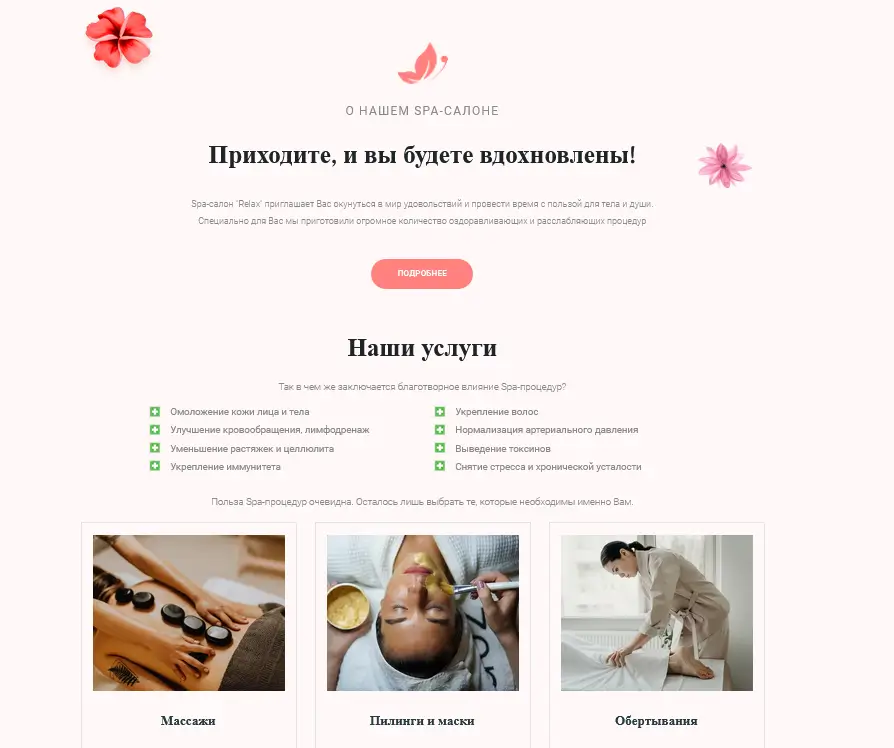 О НАШЕМ SPA-САЛОНЕ
Приходите, и вы будете вдохновлены!
Spa-салон "Relax" приглашает Вас окунуться в мир удовольствий и провести время с пользой для тела и души.
Специально для Вас мы приготовили огромное количество оздоравливающих и расслабляющих процедур
ПОДРОБНЕЕ
Наши услуги
Так в чем же заключается благотворное влияние Spa-процедур?
Омоложение кожи лица и тела
Улучшение кровообращения, лимфодренаж
Уменьшение растяжек и целлюлита
Укрепление иммунитета
Укрепление волос
Нормализация артериального давления
Выведение токсинов
Снятие стресса и хронической усталости
Польза Spa-процедур очевидна. Осталось лишь выбрать те, которые необходимы именно Вам.
Массажи
Пилинги и маски
Обертывания